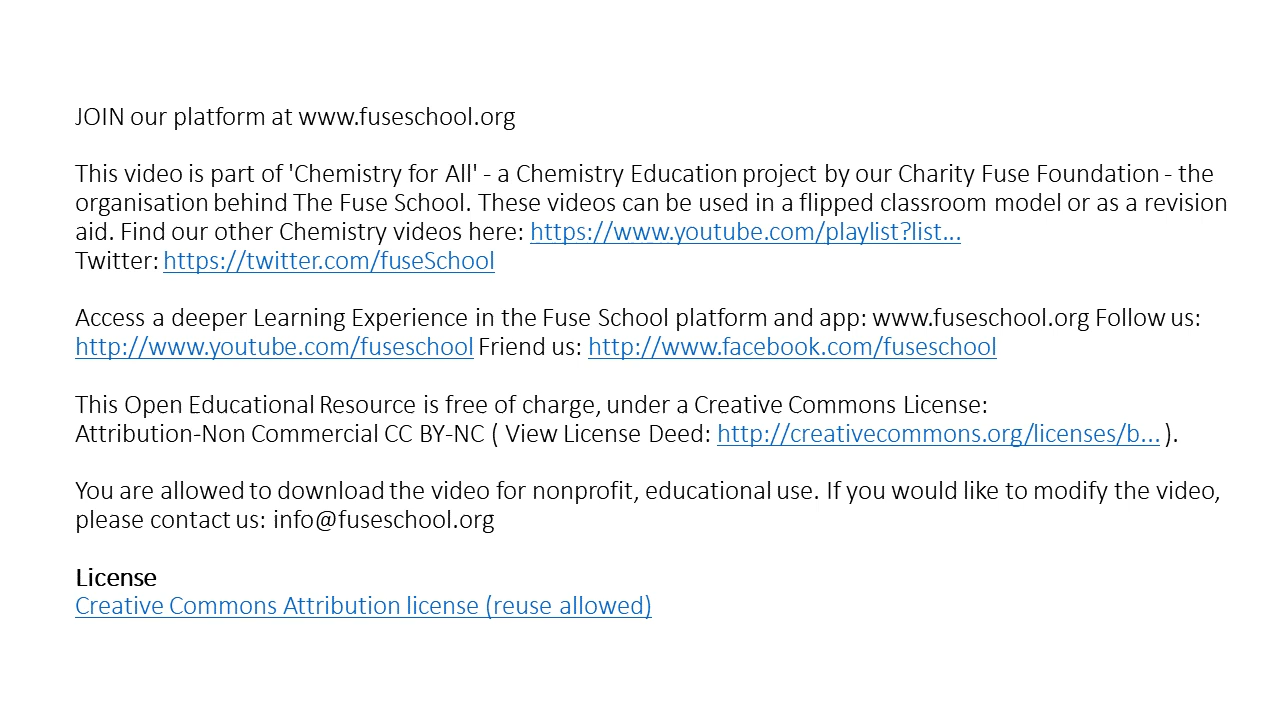 JOIN our platform at www.fuseschool.org
This video is part of 'Chemistry for All' - a Chemistry Education project by our Charity Fuse Foundation - the
organisation behind The Fuse School. These videos can be used in a flipped classroom model or as a revision
aid. Find our other Chemistry videos here: https://www.youtube.com/playlist?list...
Twitter: https://twitter.com/fuseSchool
Access a deeper Learning Experience in the Fuse School platform and app: www.fuseschool.org Follow us:
http://www.youtube.com/fuseschool Friend us: http://www.facebook.com/fuseschool
This Open Educational Resource is free of charge, under a Creative Commons License:
Attribution-Non Commercial CC BY-NC ( View License Deed: http://creativecommons.org/licenses/b... ).
You are allowed to download the video for nonprofit, educational use. If you would like to modify the video,
please contact us: info@fuseschool.org
License
Creative Commons Attribution license (reuse allowed)